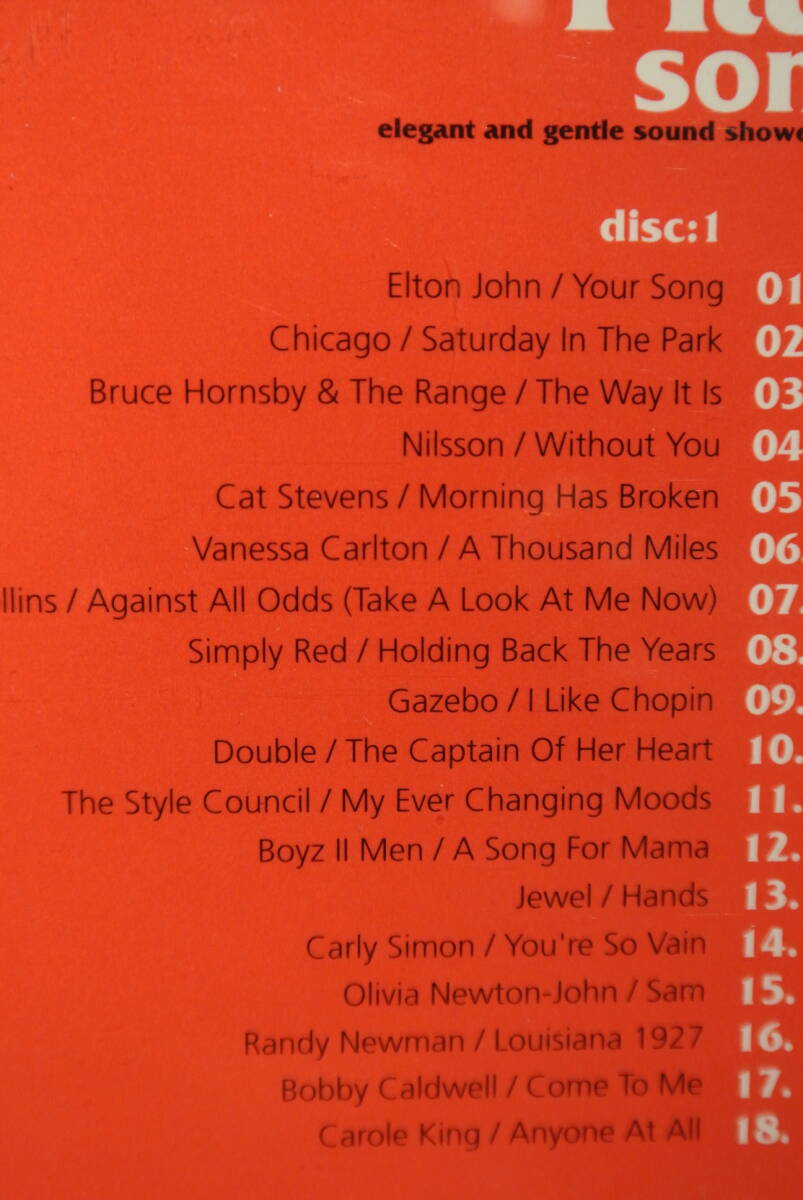 son
elegant and gentle sound showe
disc:1
Elton John / Your Song 01
Chicago / Saturday In The Park 02
Bruce Hornsby & The Range / The Way It Is 03
Nilsson / Without You 04
Cat Stevens / Morning Has Broken 05
Vanessa Carlton / A Thousand Miles 06.
llins / Against All Odds (Take A Look At Me Now) 07.
Simply Red / Holding Back The Years 08.
Gazebo / I Like Chopin 09.
Double / The Captain Of Her Heart 10.
The Style Council / My Ever Changing Moods 11.
Boyz II Men / A Song For Mama 12.
Jewel / Hands 13.
Carly Simon / You're So Vain 14.
Olivia Newton-John / Sam 15.
Randy Newman / Louisiana 1927 16.
Bobby Caldwell / Come To Me 17.
Carole King / Anyone At All 18.